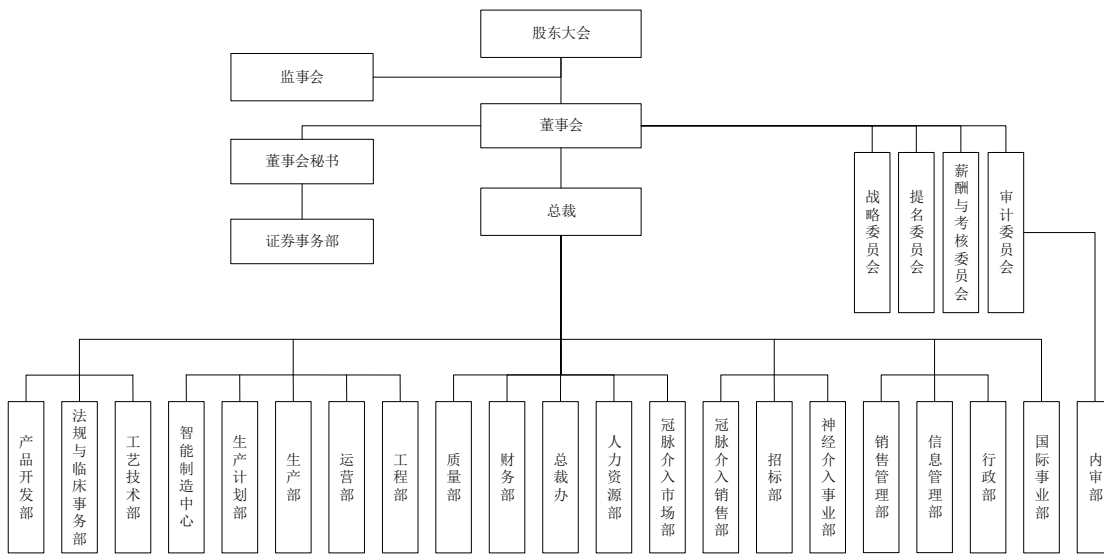 股东大会
监事会
董事会
董事会秘书
总裁
证券事务部
战略委员会
提名委员会
薪酬与考核委员会
审计委员会
产品开发部
法规与临床事务部
工艺技术部
智能制造中心
生产计划部
生产部
运营部
工程部
质量部
财务部
总裁办
人力资源部
冠脉介入市场部
冠脉介入销售部
招标部
神经介入事业部
销售管理部
信息管理部
行政部
国际事业部
内审部